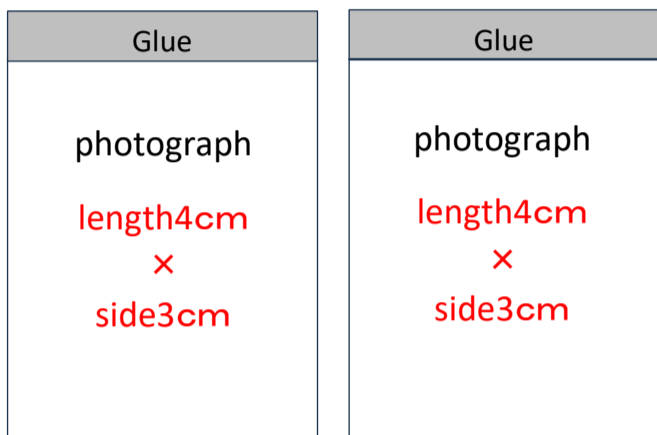 Glue
photograph
length4cm
×
side3cm
Glue
photograph
length4cm
×
side3cm